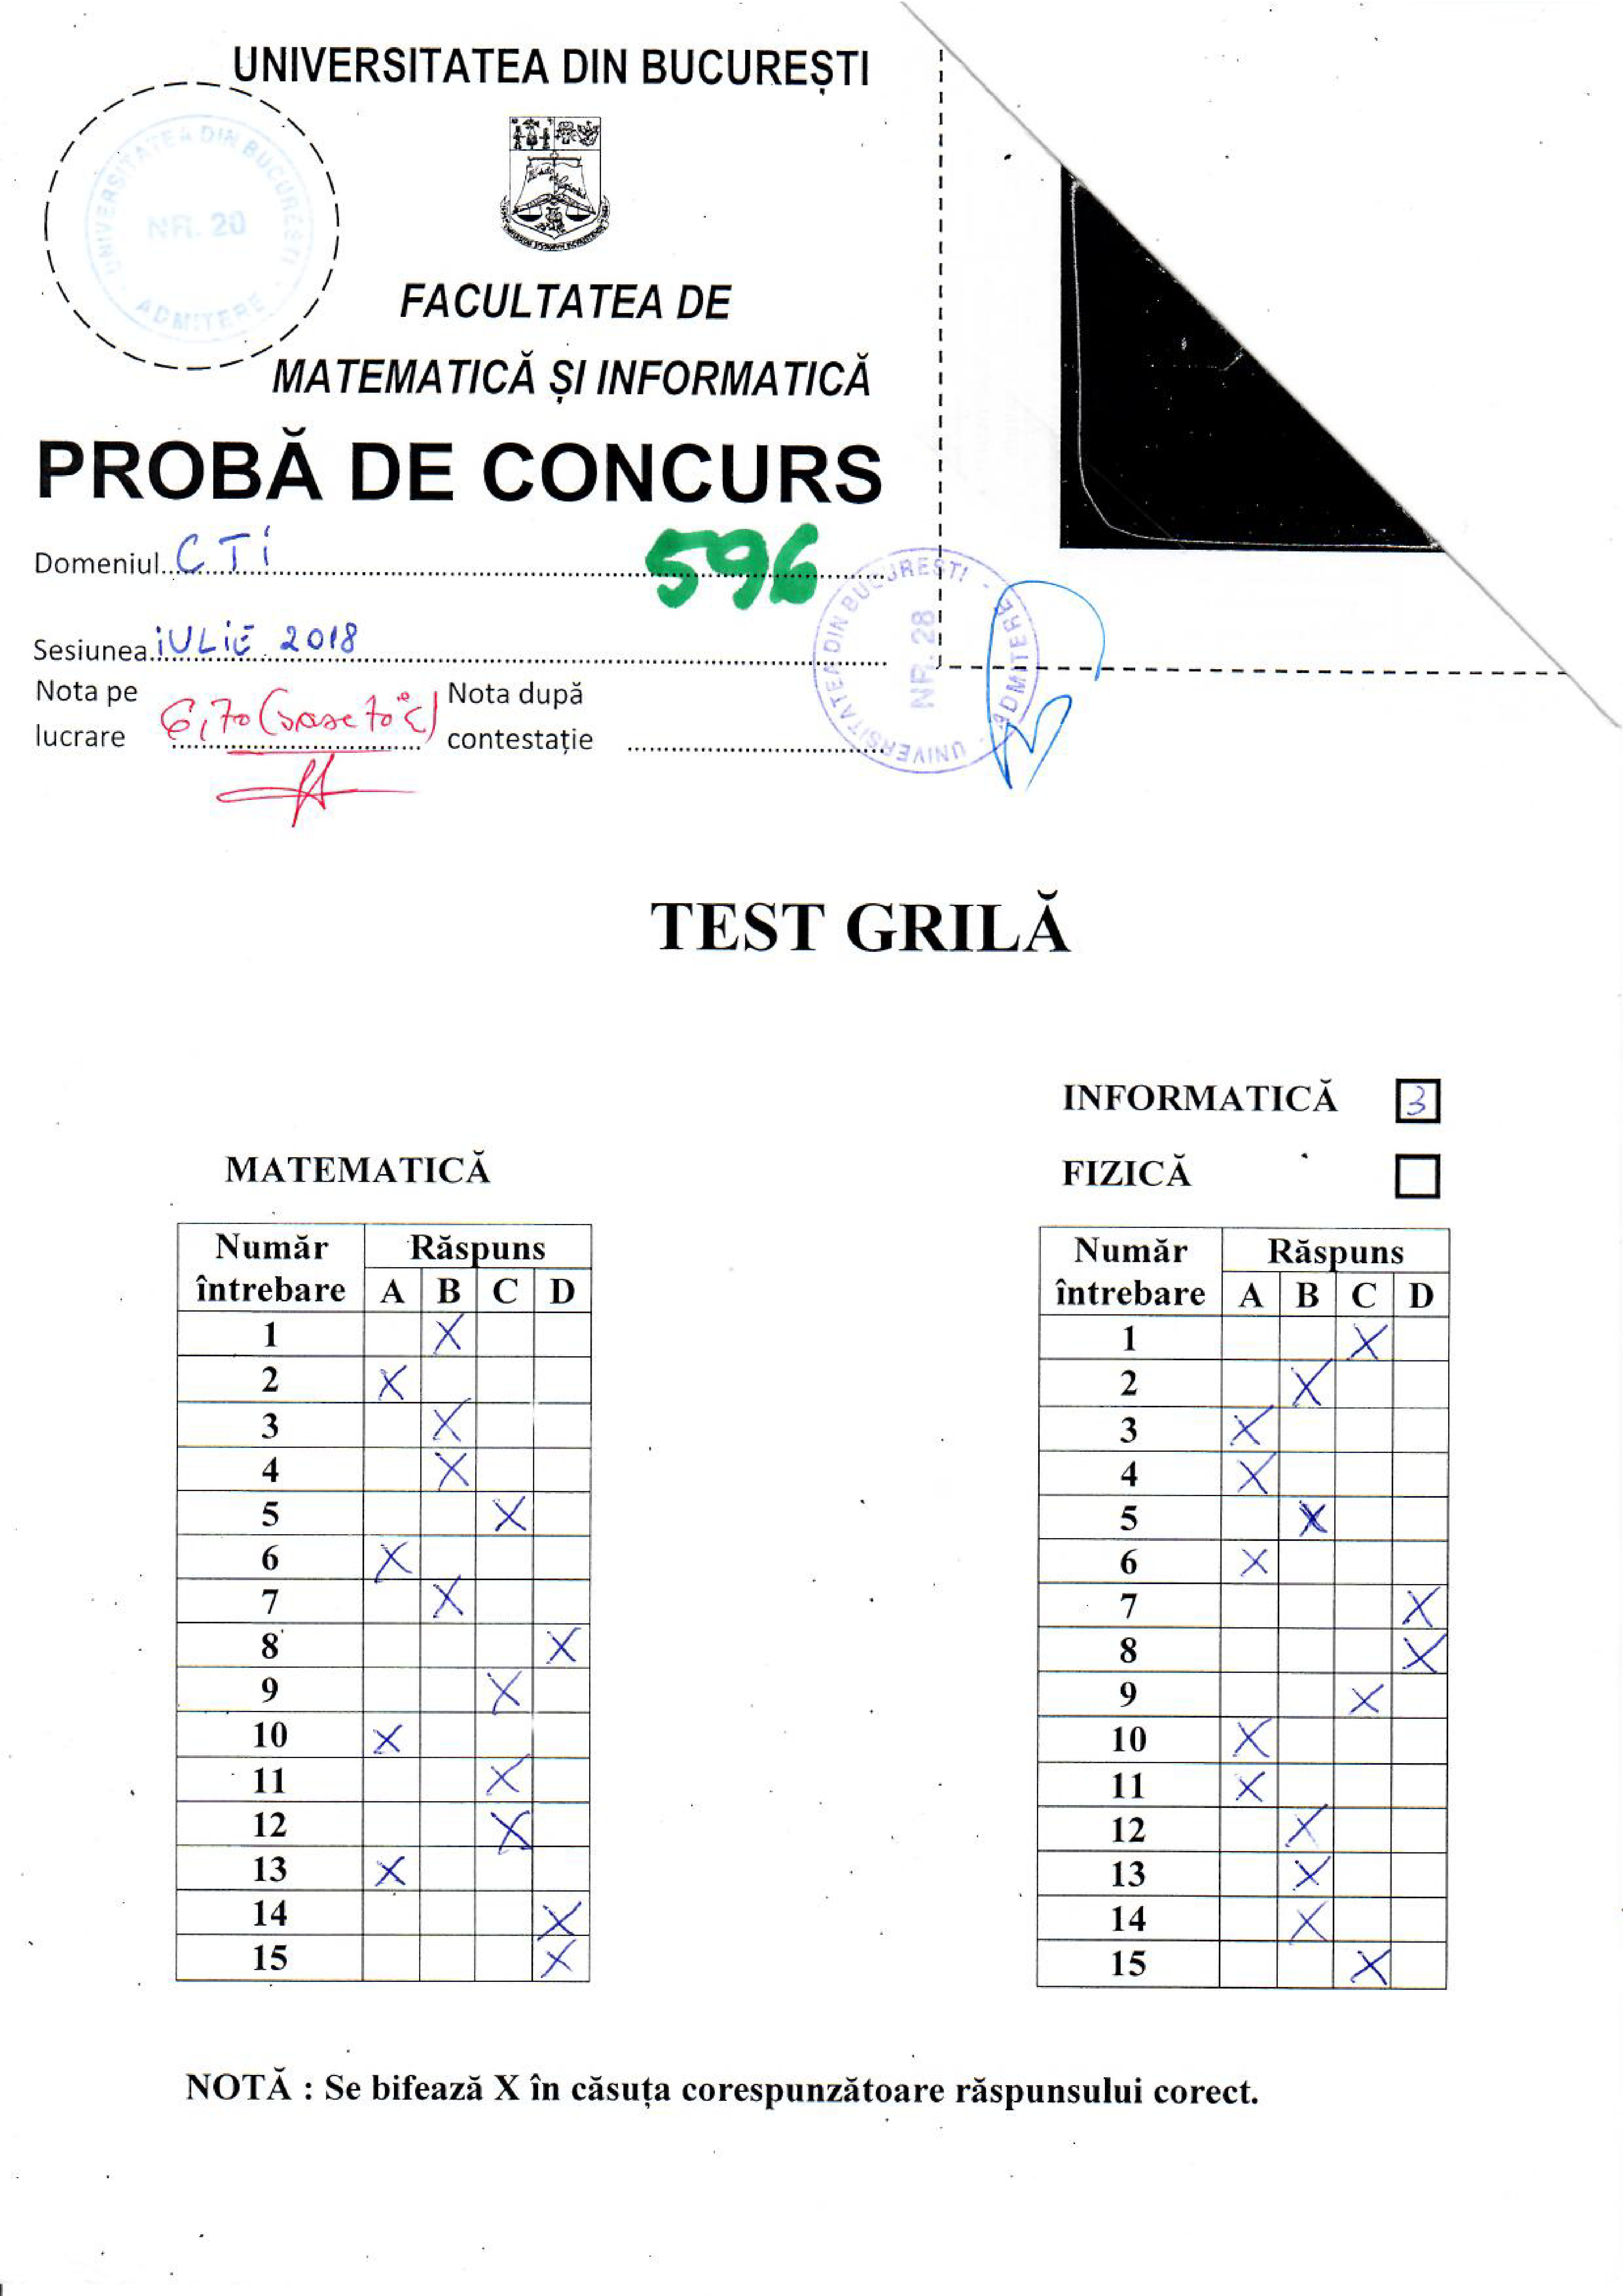 UNIVERSITATEA DIN BUCUREȘTI
UNIVERSITATEA DIN BUCUREȘTI
NR. 20
ADMITERE
FACULTATEA DE
MATEMATICĂ ȘI INFORMATICĂ
PROBĂ DE CONCURS
Domeniul CTI
596
Sesiunea iULiE 2018
UNIVERSITATEA DIN BUCUREȘTI - ADMITERE
NR. 28
Nota pe lucrare 6,70 (șase 70%)
Nota după contestație
TEST GRILĂ
INFORMATICĂ 3
FIZICĂ
MATEMATICĂ
Număr întrebare Răspuns
A B C D
1 X
2 X
3 X
4 X
5 X
6 X
7 X
8 X
9 X
10 X
11 X
12 X
13 X
14 X
15 X
Număr întrebare Răspuns
A B C D
1 X
2 X
3 X
4 X
5 X
6 X
7 X
8 X
9 X
10 X
11 X
12 X
13 X
14 X
15 X
NOTĂ : Se bifează X în căsuța corespunzătoare răspunsului corect.